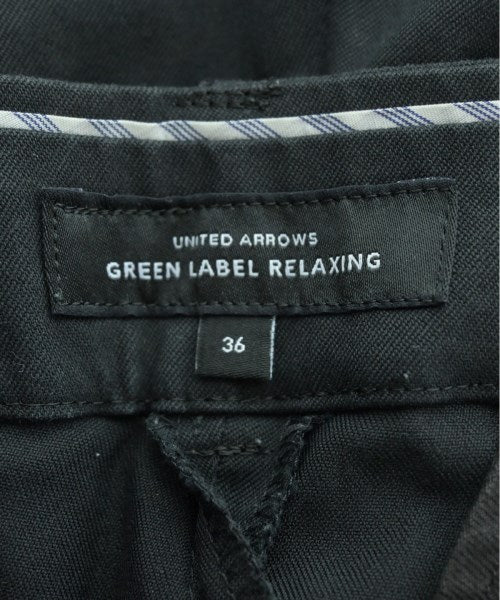 UNITED ARROWS
GREEN LABEL RELAXING
36